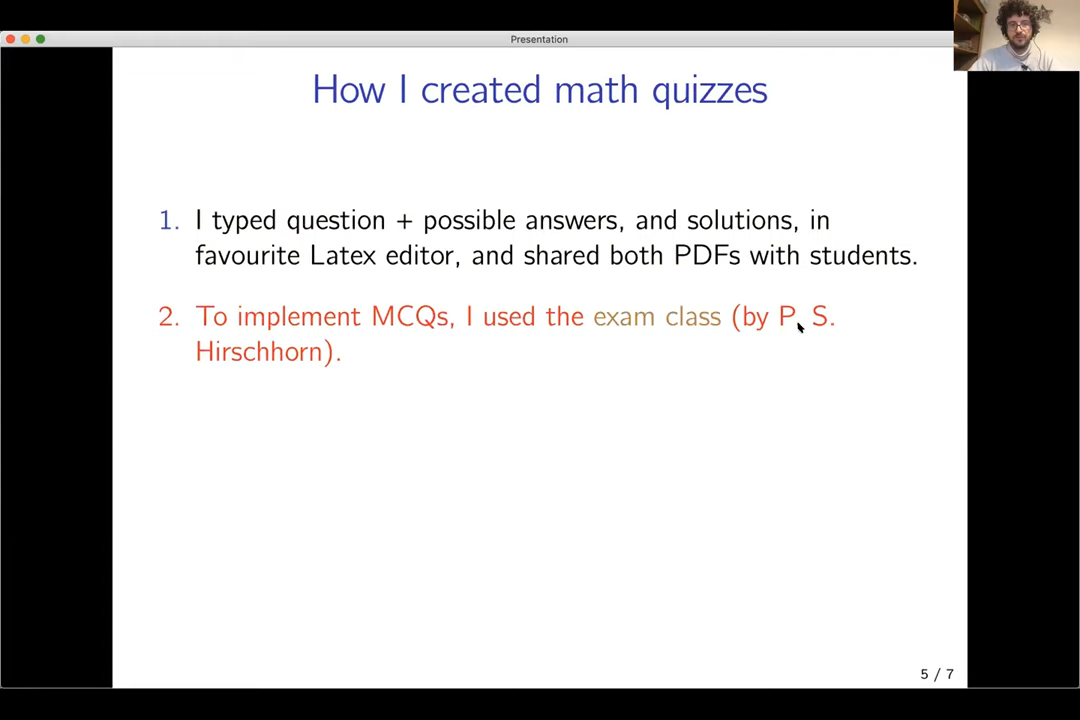 Presentation
How I created math quizzes
1. I typed question + possible answers, and solutions, in
favourite Latex editor, and shared both PDFs with students.
2. To implement MCQs, I used the exam class (by P. S.
Hirschhorn).
5 / 7